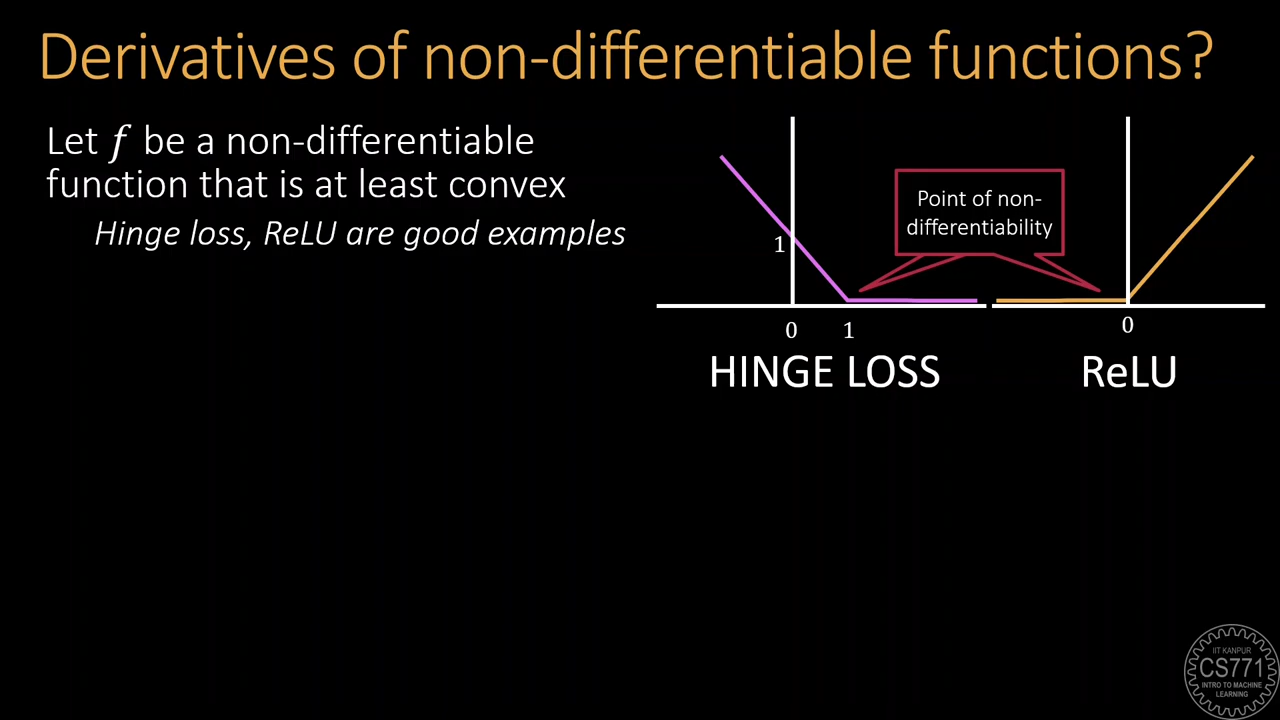 Derivatives of non-differentiable functions?
Let f be a non-differentiable
function that is at least convex
Hinge loss, ReLU are good examples
Point of non-
differentiability
1
0
1
0
HINGE LOSS
ReLU
IIT KANPUR
CS771
INTRO TO MACHINE
LEARNING